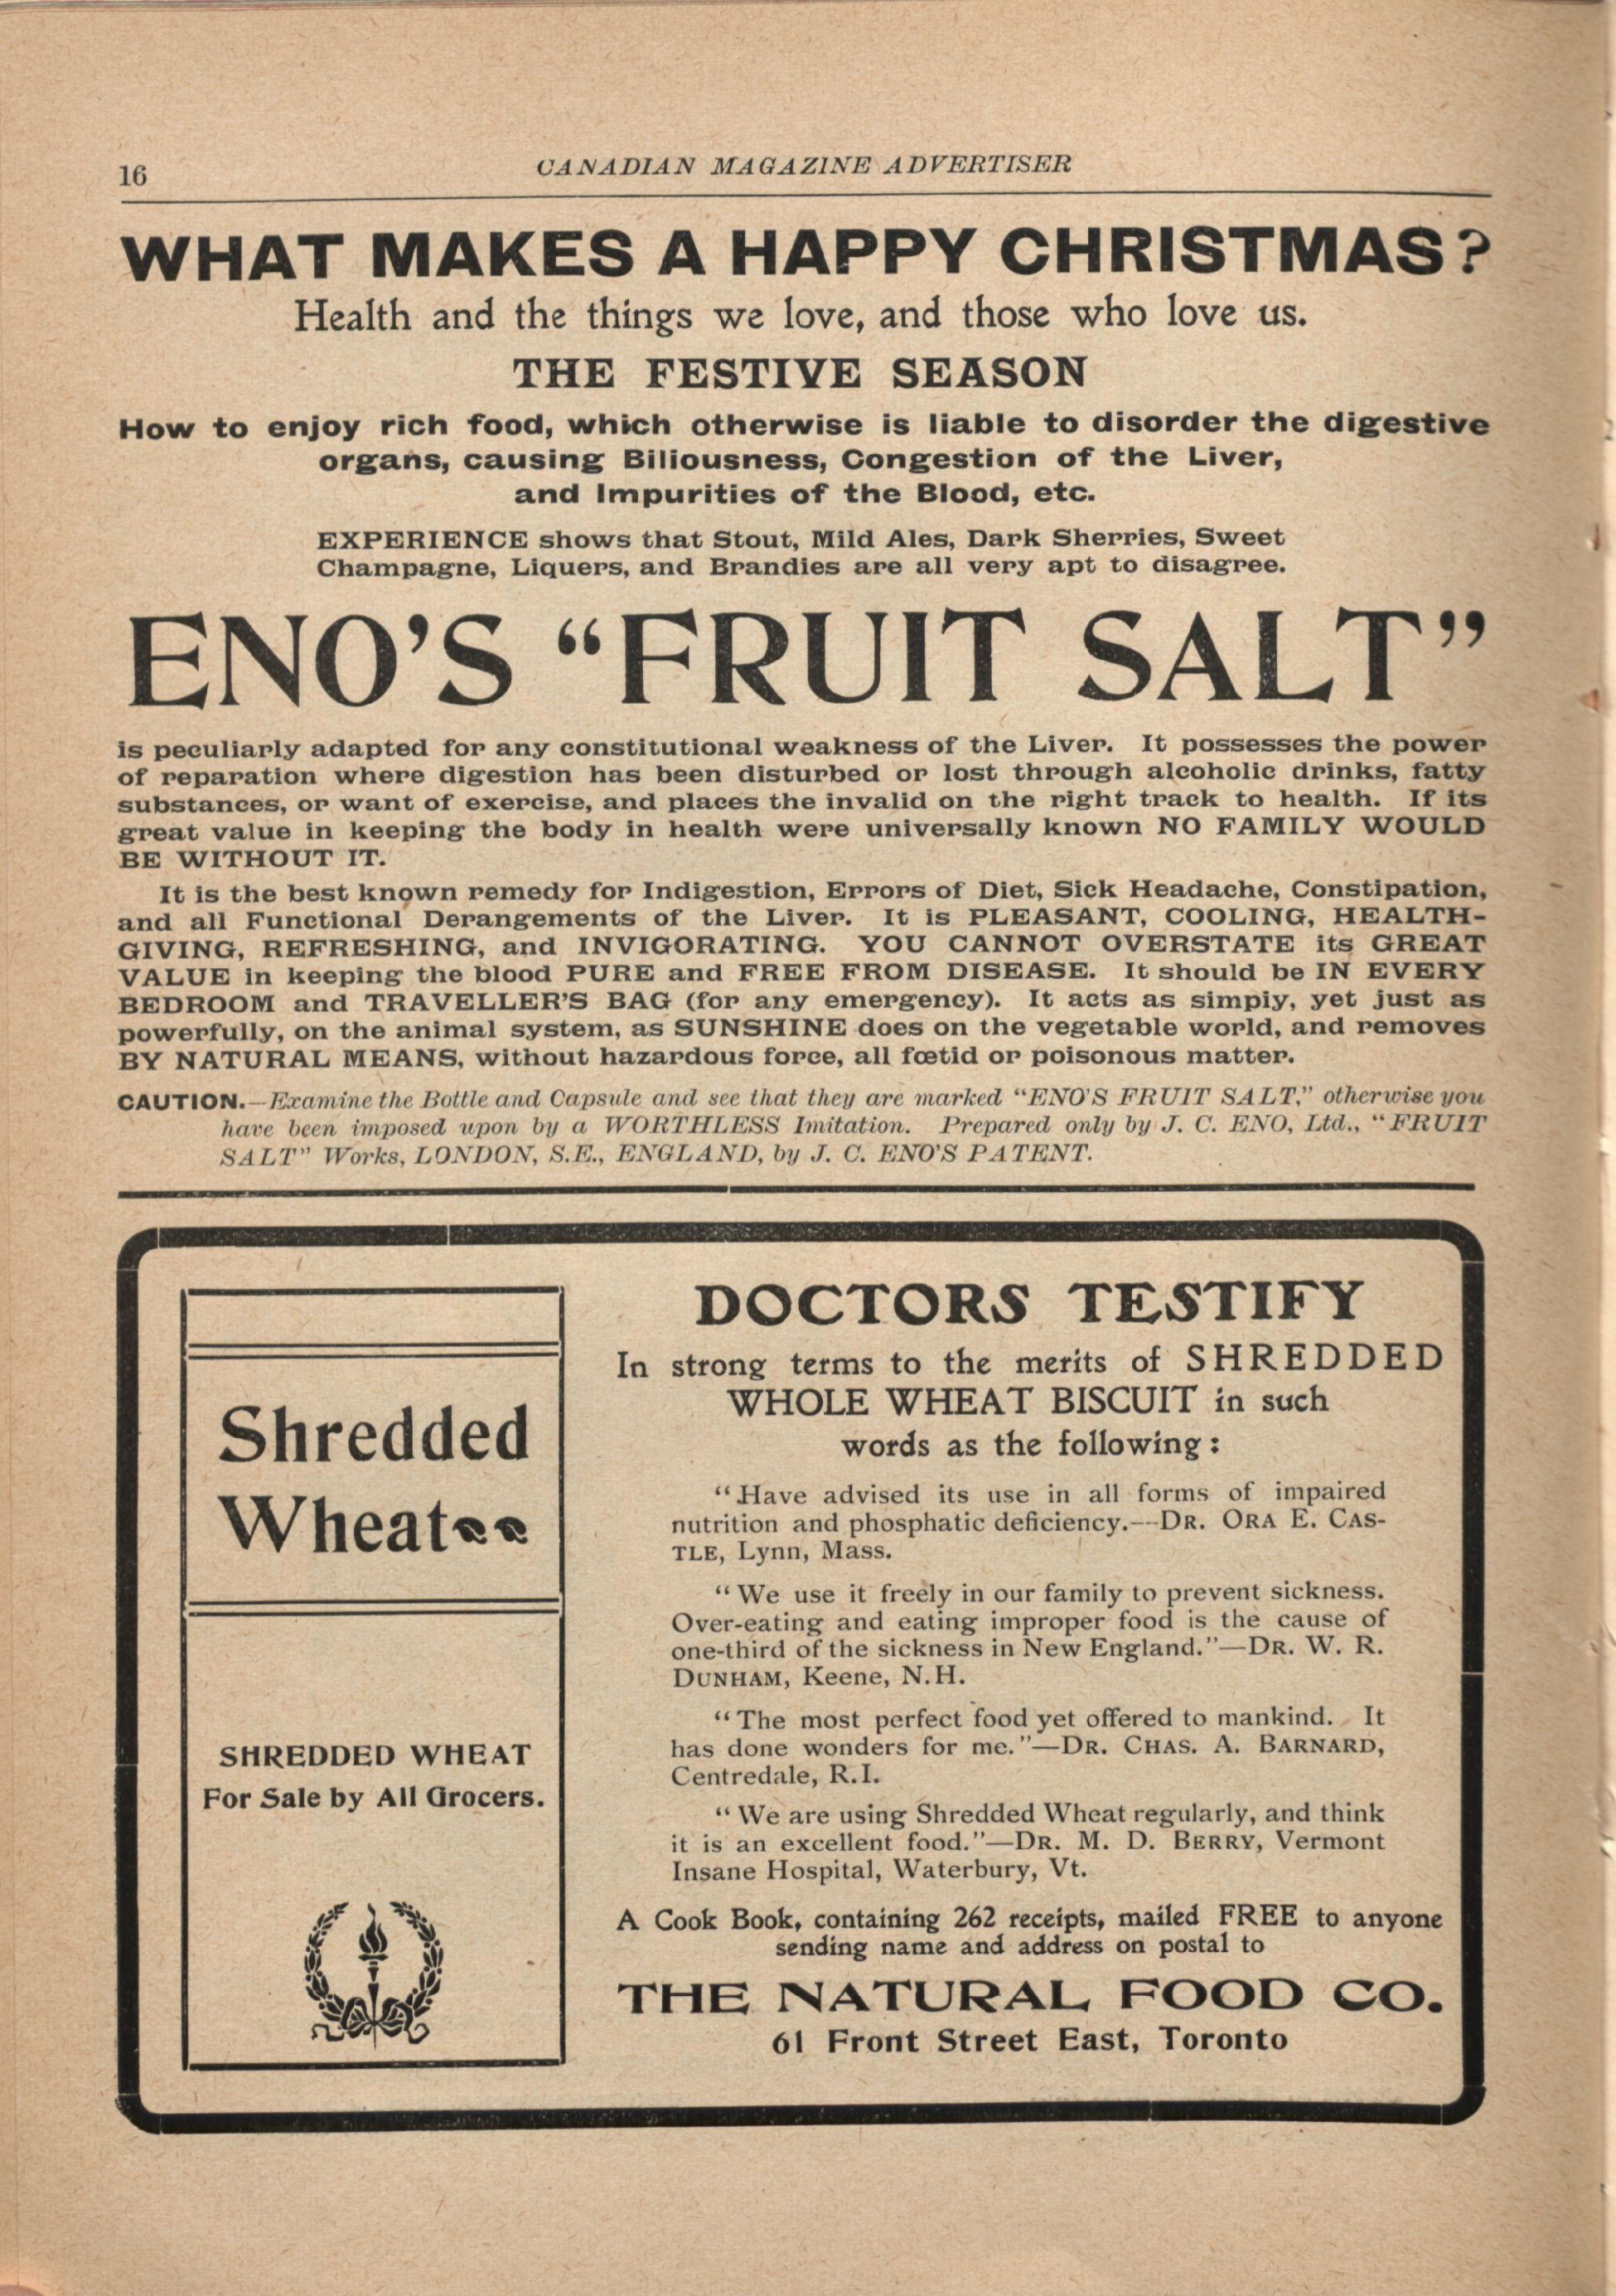 16
CANADIAN MAGAZINE ADVERTISER
WHAT MAKES A HAPPY CHRISTMAS?
Health and the things we love, and those who love us.
THE FESTIVE SEASON
How to enjoy rich food, which otherwise is liable to disorder the digestive
organs, causing Biliousness, Congestion of the Liver,
and Impurities of the Blood, etc.
EXPERIENCE shows that Stout, Mild Ales, Dark Sherries, Sweet
Champagne, Liquers, and Brandies are all very apt to disagree.
ENO'S “FRUIT SALT”
is peculiarly adapted for any constitutional weakness of the Liver. It possesses the power
of reparation where digestion has been disturbed or lost through alcoholic drinks, fatty
substances, or want of exercise, and places the invalid on the right track to health. If its
great value in keeping the body in health were universally known NO FAMILY WOULD
BE WITHOUT IT.
It is the best known remedy for Indigestion, Errors of Diet, Sick Headache, Constipation,
and all Functional Derangements of the Liver. It is PLEASANT, COOLING, HEALTH-
GIVING, REFRESHING, and INVIGORATING. YOU CANNOT OVERSTATE its GREAT
VALUE in keeping the blood PURE and FREE FROM DISEASE. It should be IN EVERY
BEDROOM and TRAVELLER'S BAG (for any emergency). It acts as simply, yet just as
powerfully, on the animal system, as SUNSHINE does on the vegetable world, and removes
BY NATURAL MEANS, without hazardous force, all fœtid or poisonous matter.
CAUTION.—Examine the Bottle and Capsule and see that they are marked “ENO'S FRUIT SALT,” otherwise you
have been imposed upon by a WORTHLESS Imitation. Prepared only by J. C. ENO, Ltd., “FRUIT
SALT” Works, LONDON, S.E., ENGLAND, by J. C. ENO'S PATENT.
Shredded
Wheat
SHREDDED WHEAT
For Sale by All Grocers.
DOCTORS TESTIFY
In strong terms to the merits of SHREDDED
WHOLE WHEAT BISCUIT in such
words as the following:
“Have advised its use in all forms of impaired
nutrition and phosphatic deficiency.—DR. ORA E. CAS-
TLE, Lynn, Mass.
“We use it freely in our family to prevent sickness.
Over-eating and eating improper food is the cause of
one-third of the sickness in New England.”—DR. W. R.
DUNHAM, Keene, N.H.
“The most perfect food yet offered to mankind. It
has done wonders for me.”—DR. CHAS. A. BARNARD,
Centredale, R.I.
“We are using Shredded Wheat regularly, and think
it is an excellent food.”—DR. M. D. BERRY, Vermont
Insane Hospital, Waterbury, Vt.
A Cook Book, containing 262 receipts, mailed FREE to anyone
sending name and address on postal to
THE NATURAL FOOD CO.
61 Front Street East, Toronto